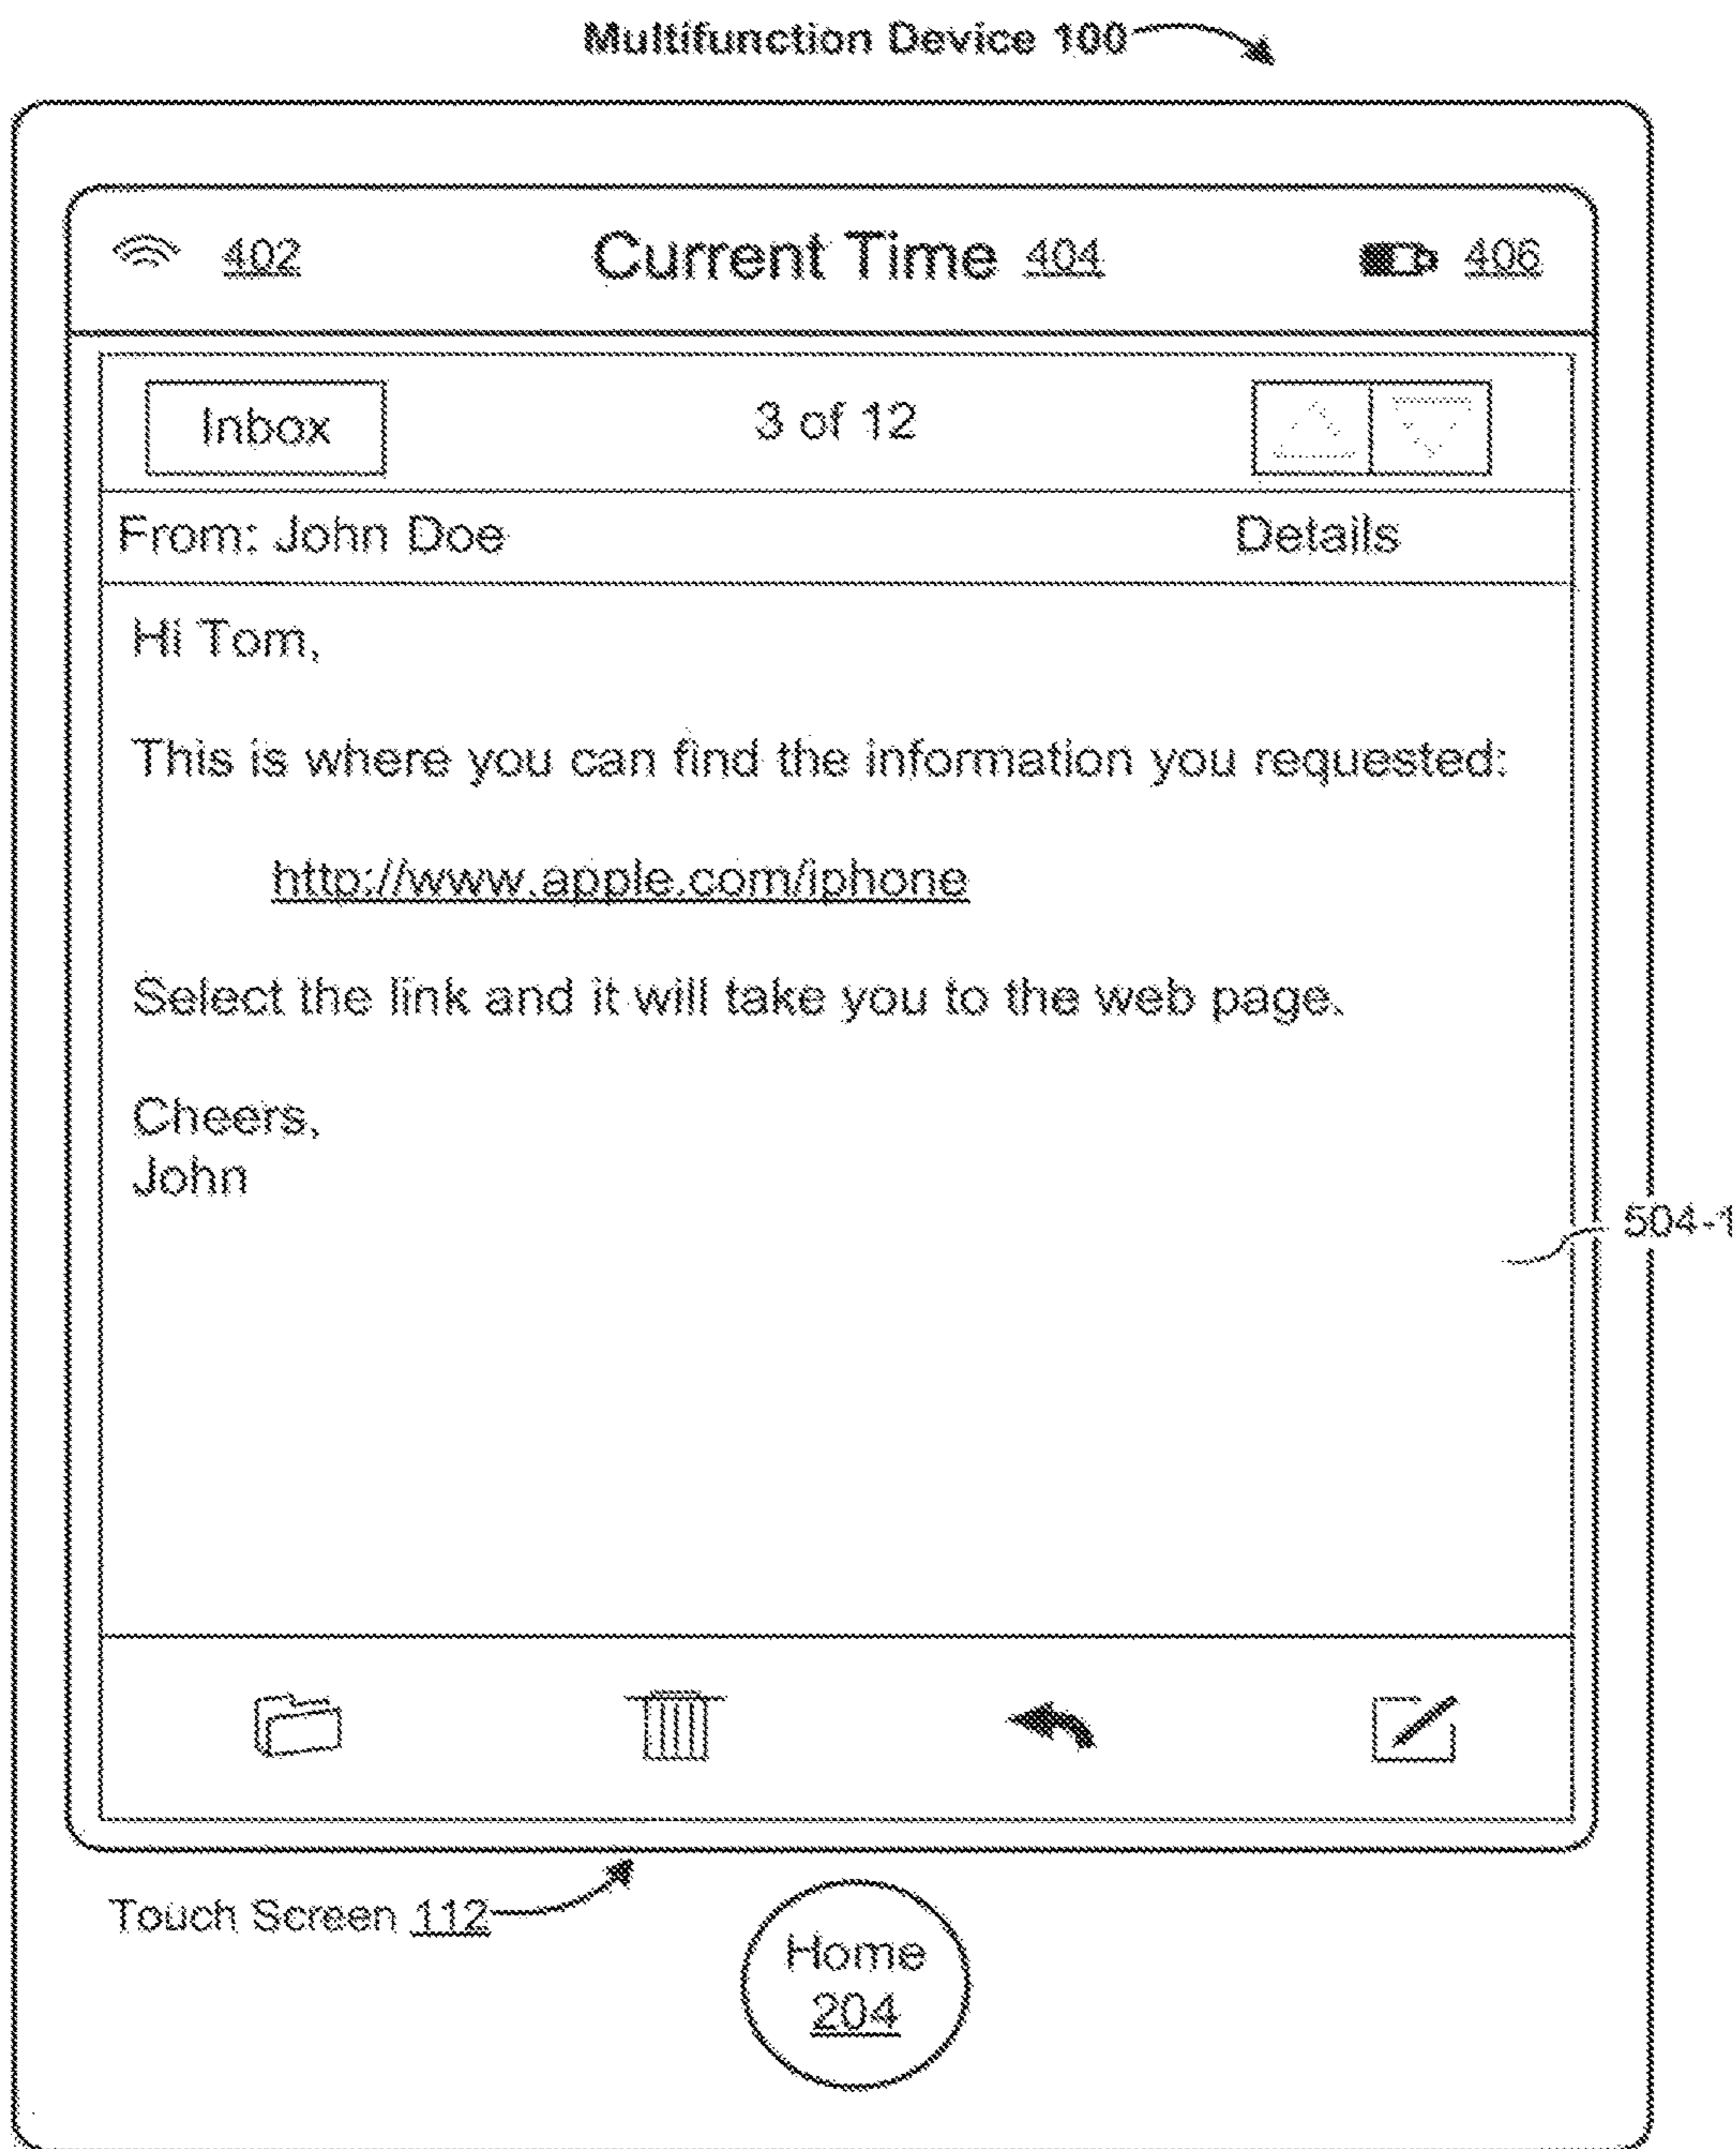 Multifunction Device 100
402 Current Time 404 406
Inbox 3 of 12
From: John Doe Details
Hi Tom,
This is where you can find the information you requested:
http://www.apple.com/iphone
Select the link and it will take you to the web page.
Cheers,
John
504-1
Touch Screen 112
Home
204